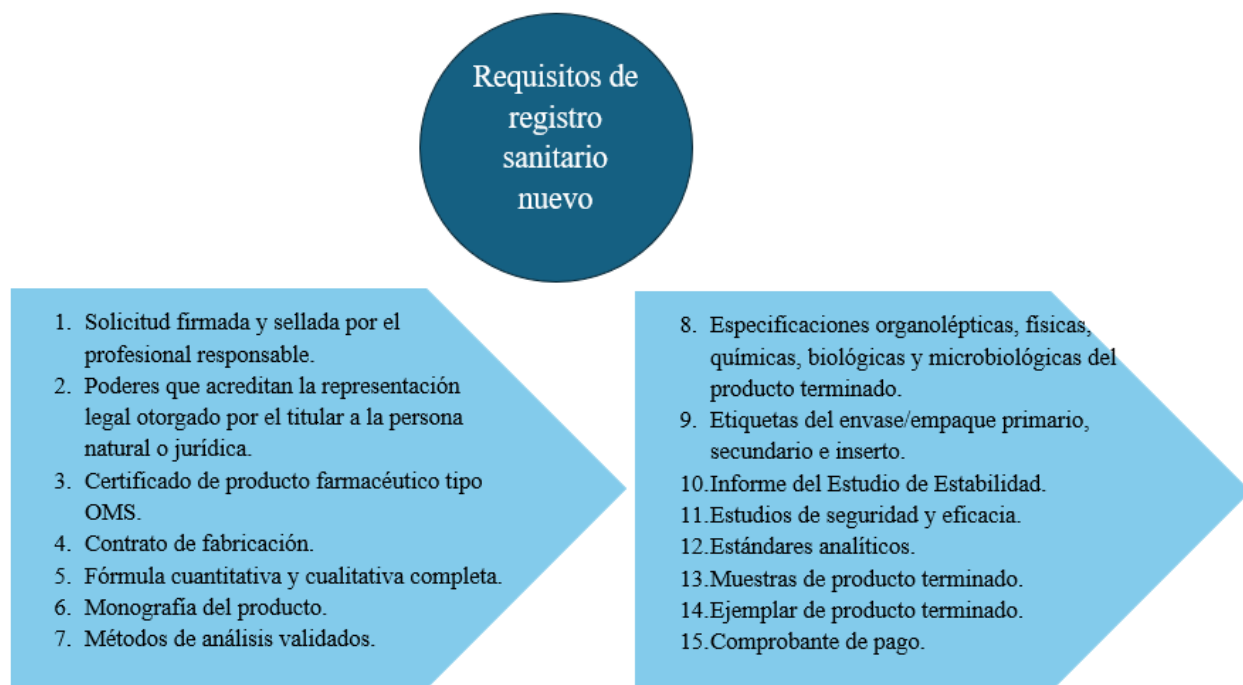 Requisitos de
registro
sanitario
nuevo
1. Solicitud firmada y sellada por el
profesional responsable.
2. Poderes que acreditan la representación
legal otorgado por el titular a la persona
natural o jurídica.
3. Certificado de producto farmacéutico tipo
OMS.
4. Contrato de fabricación.
5. Fórmula cuantitativa y cualitativa completa.
6. Monografía del producto.
7. Métodos de análisis validados.
8. Especificaciones organolépticas, físicas,
químicas, biológicas y microbiológicas del
producto terminado.
9. Etiquetas del envase/empaque primario,
secundario e inserto.
10.Informe del Estudio de Estabilidad.
11.Estudios de seguridad y eficacia.
12.Estándares analíticos.
13.Muestras de producto terminado.
14.Ejemplar de producto terminado.
15.Comprobante de pago.